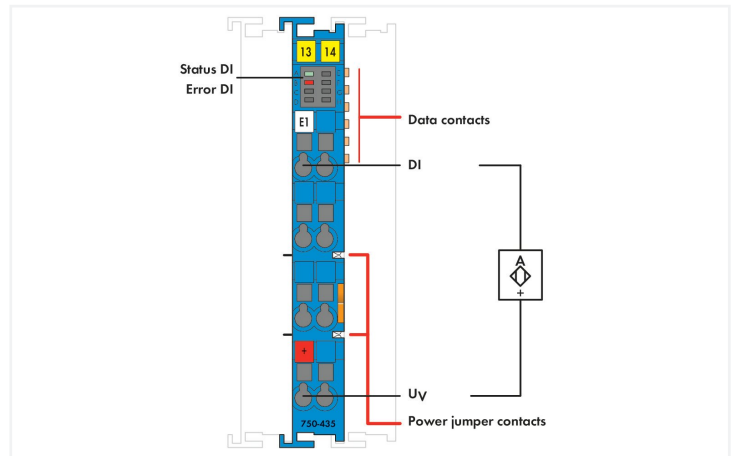 13 14
Status DI
Error DI
E1
Data contacts
DI
A
+
+
UV
Power jumper contacts
750-435